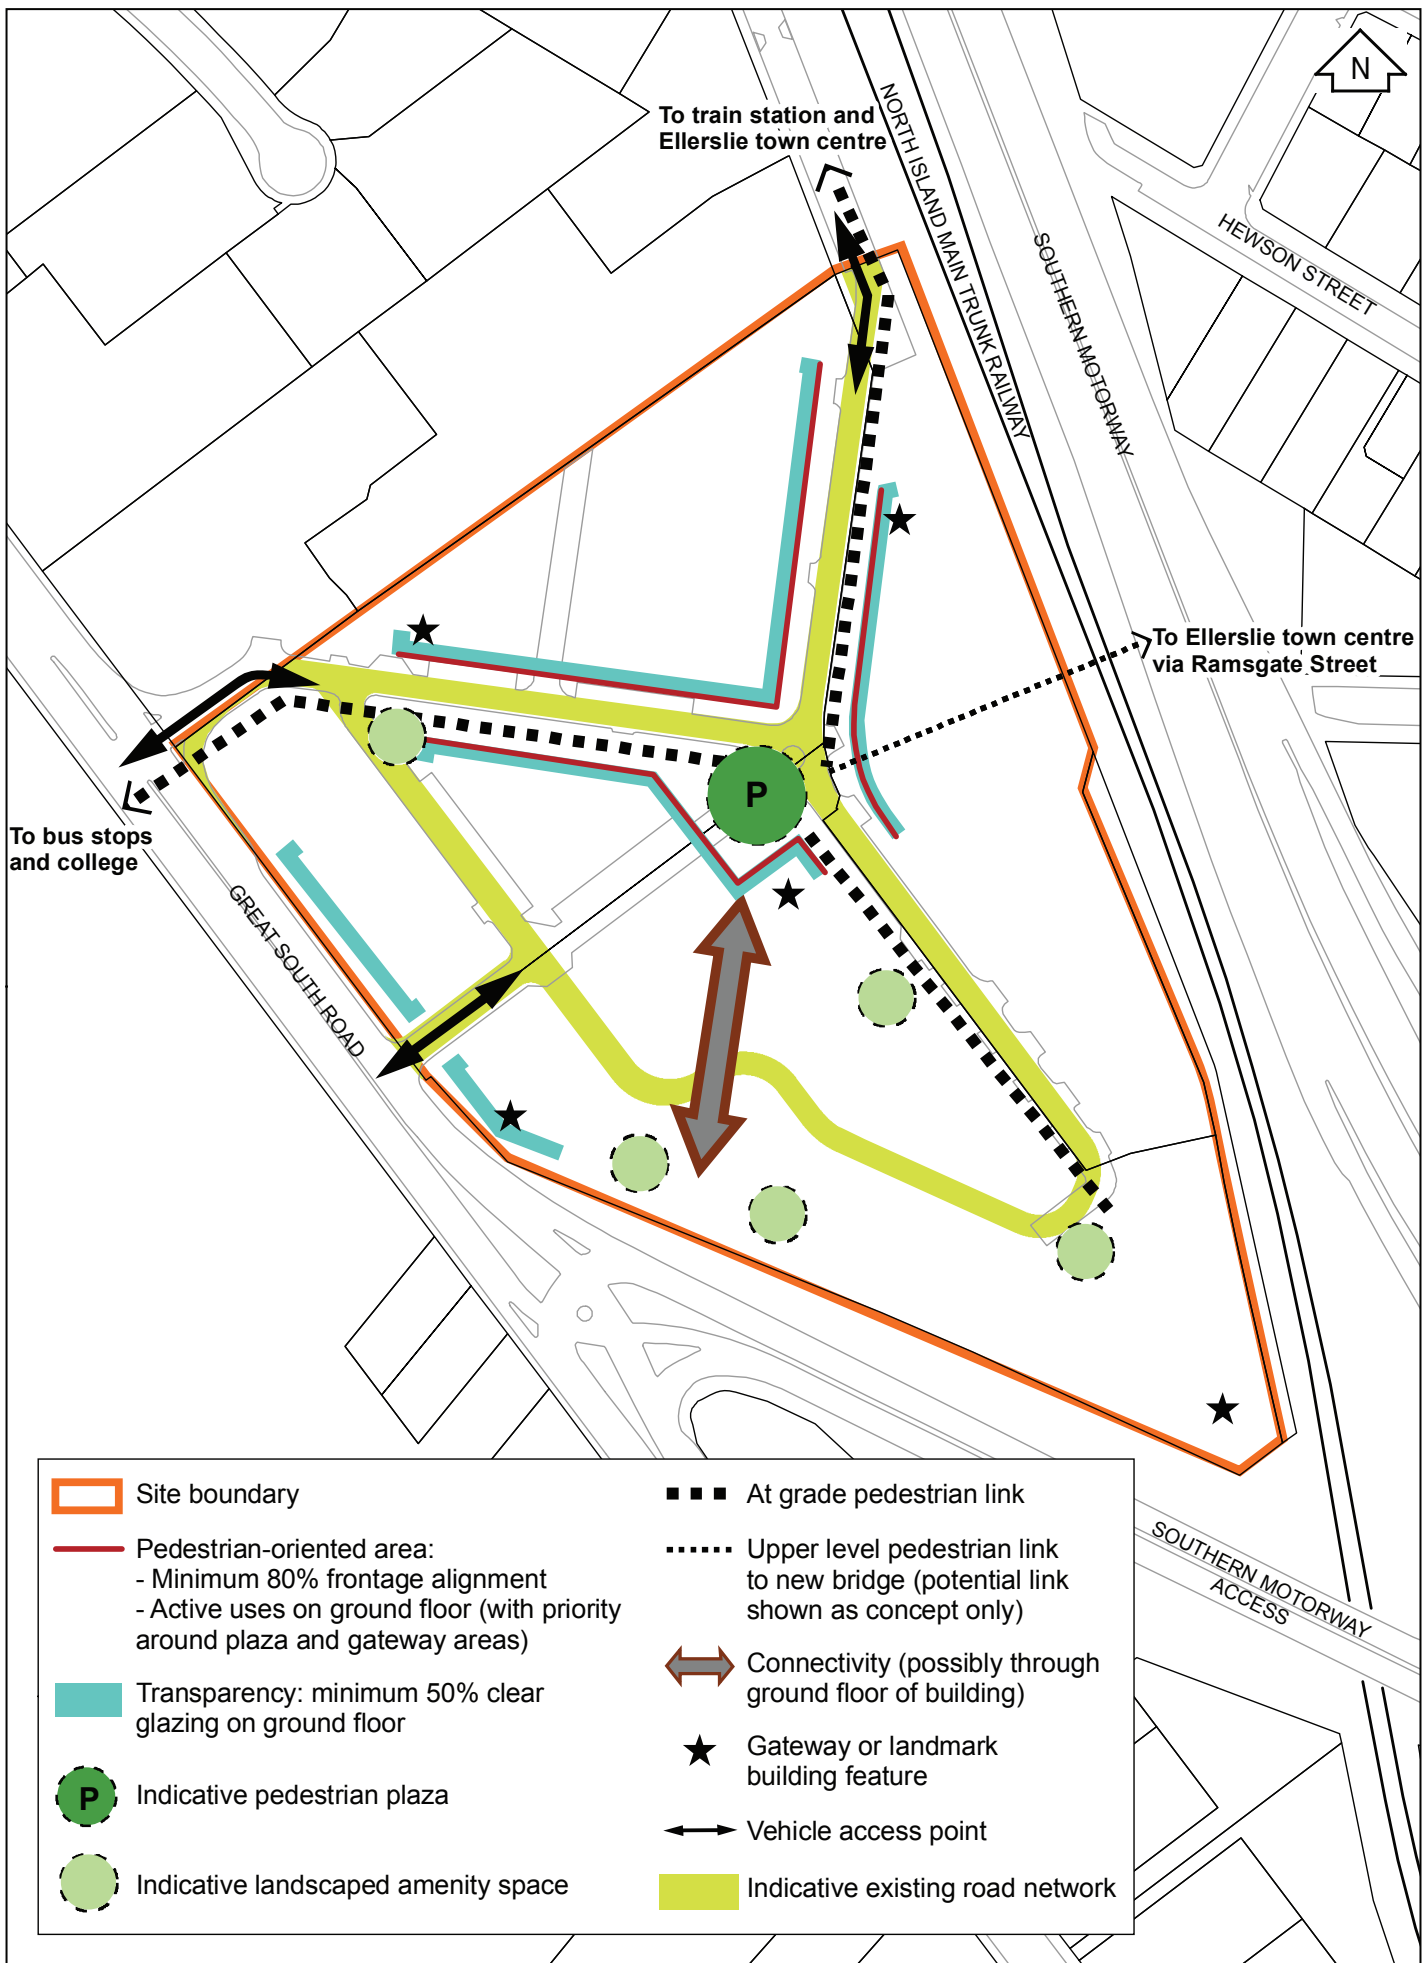 N
To train station and
Ellerslie town centre
NORTH ISLAND MAIN TRUNK RAILWAY
SOUTHERN MOTORWAY
HEWSON STREET
To Ellerslie town centre
via Ramsgate Street
P
To bus stops
and college
GREAT SOUTH ROAD
SOUTHERN MOTORWAY
ACCESS
Site boundary
Pedestrian-oriented area:
- Minimum 80% frontage alignment
- Active uses on ground floor (with priority
around plaza and gateway areas)
Transparency: minimum 50% clear
glazing on ground floor
P
Indicative pedestrian plaza
Indicative landscaped amenity space
At grade pedestrian link
Upper level pedestrian link
to new bridge (potential link
shown as concept only)
Connectivity (possibly through
ground floor of building)
Gateway or landmark
building feature
Vehicle access point
Indicative existing road network